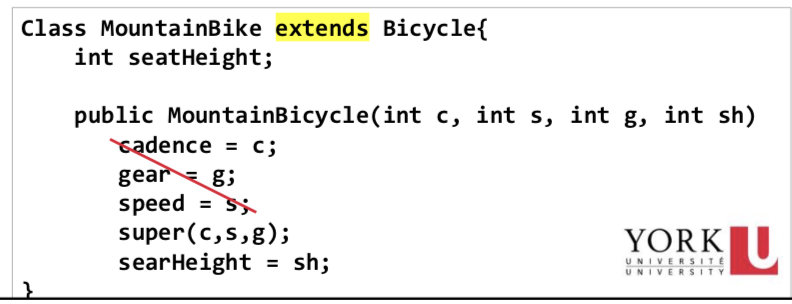 Class MountainBike extends Bicycle{
int seatHeight;
public MountainBicycle(int c, int s, int g, int sh)
cadence = c;
gear = g;
speed = s;
super(c,s,g);
searHeight = sh;
}
YORK U
UNIVERSITÉ
UNIVERSITY